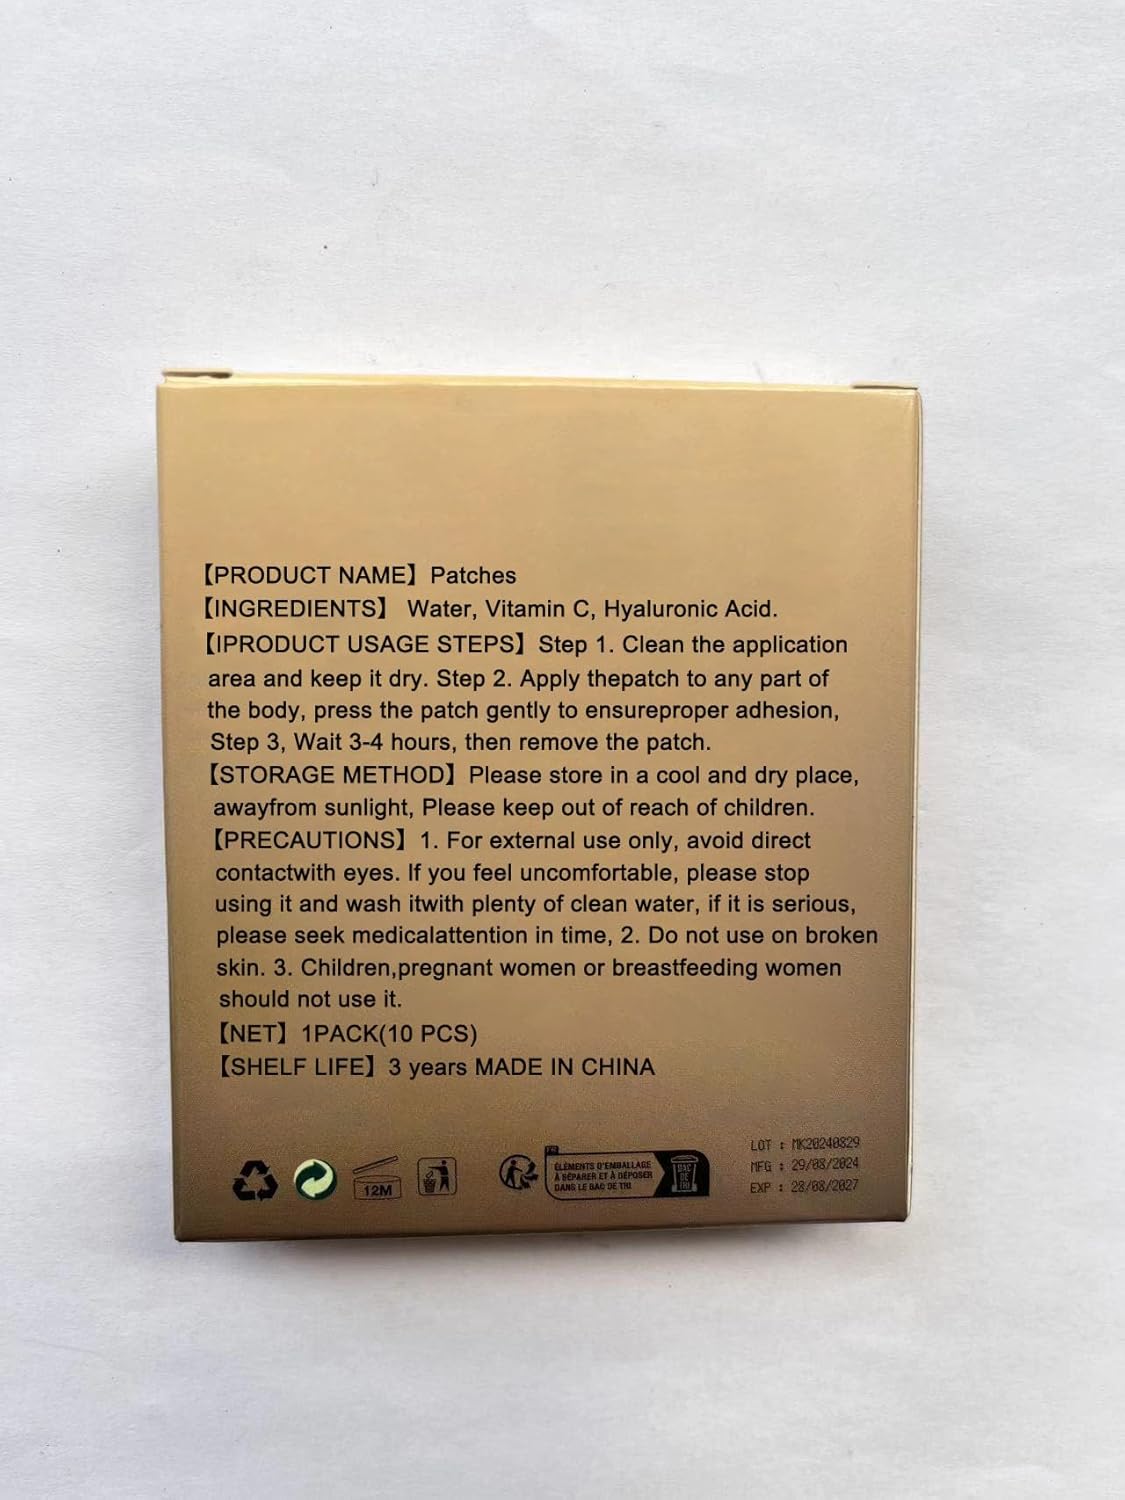 【PRODUCT NAME】 Patches
【INGREDIENTS】 Water, Vitamin C, Hyaluronic Acid.
【IPRODUCT USAGE STEPS】 Step 1. Clean the application
area and keep it dry. Step 2. Apply thepatch to any part of
the body, press the patch gently to ensureproper adhesion,
Step 3, Wait 3-4 hours, then remove the patch.
【STORAGE METHOD】 Please store in a cool and dry place,
awayfrom sunlight, Please keep out of reach of children.
【PRECAUTIONS】 1. For external use only, avoid direct
contactwith eyes. If you feel uncomfortable, please stop
using it and wash itwith plenty of clean water, if it is serious,
please seek medicalattention in time, 2. Do not use on broken
skin. 3. Children,pregnant women or breastfeeding women
should not use it.
【NET】 1PACK(10 PCS)
【SHELF LIFE】 3 years MADE IN CHINA
12M
FR
ÉLÉMENTS D'EMBALLAGE
À SÉPARER ET À DÉPOSER
DANS LE BAC DE TRI
BAC
DE
TRI
LOT : MK20240829
MFG : 29/08/2024
EXP : 28/08/2027